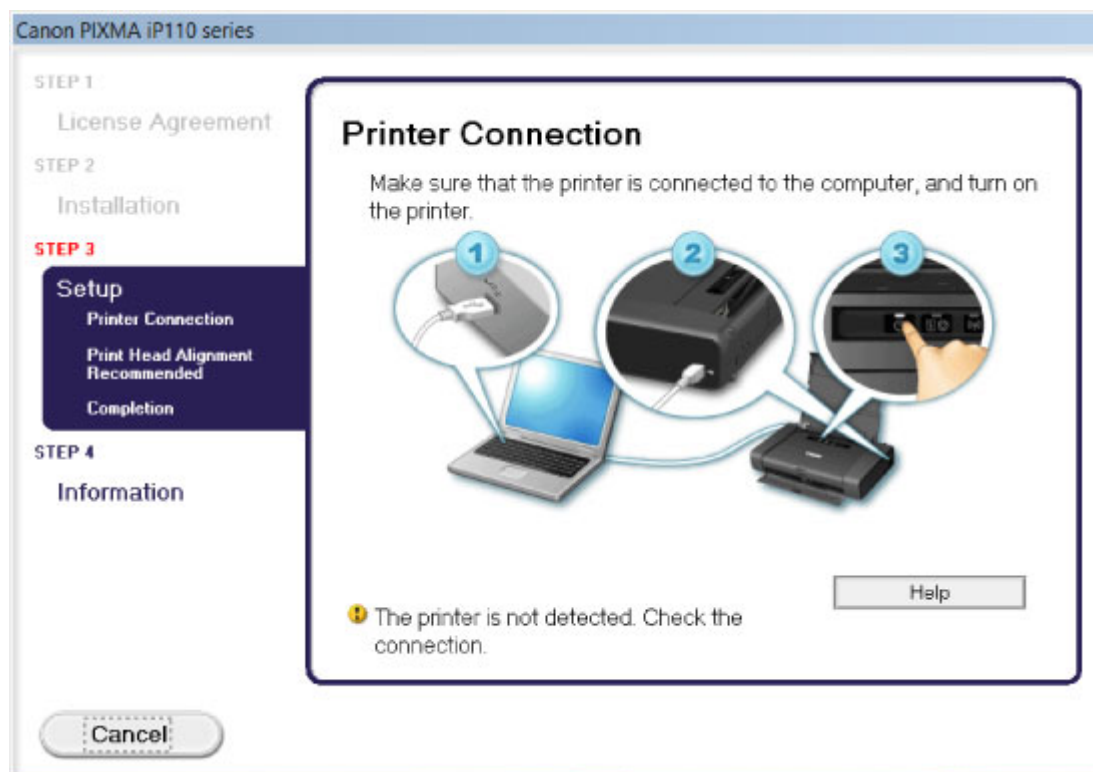 Canon PIXMA iP110 series
STEP 1
License Agreement
STEP 2
Installation
STEP 3
Setup
Printer Connection
Print Head Alignment
Recommended
Completion
STEP 4
Information
Printer Connection
Make sure that the printer is connected to the computer, and turn on
the printer.
1
2
3
Help
The printer is not detected. Check the
connection.
Cancel